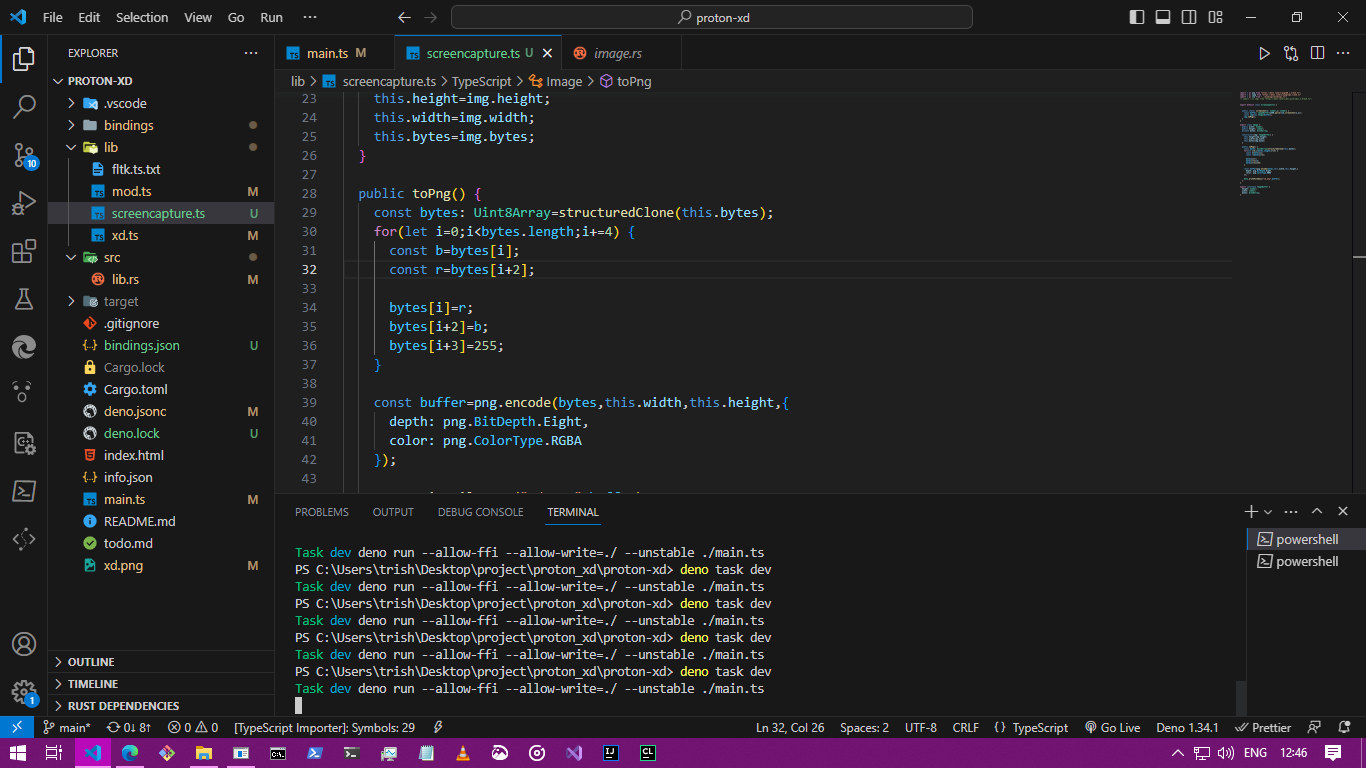 File Edit Selection View Go Run ··· proton-xd
EXPLORER ···
PROTON-XD
.vscode
bindings
lib
fltk.ts.txt
mod.ts M
screencapture.ts U
xd.ts M
src
lib.rs M
target
.gitignore
bindings.json U
Cargo.lock
Cargo.toml
deno.jsonc M
deno.lock U
index.html
info.json
main.ts M
README.md
todo.md
xd.png M
OUTLINE
TIMELINE
RUST DEPENDENCIES
10
1
TS main.ts M TS screencapture.ts U image.rs
lib > TS screencapture.ts > TypeScript > Image > toPng
23 this.height=img.height;
24 this.width=img.width;
25 this.bytes=img.bytes;
26 }
27
28 public toPng() {
29 const bytes: Uint8Array=structuredClone(this.bytes);
30 for(let i=0;i<bytes.length;i+=4) {
31 const b=bytes[i];
32 const r=bytes[i+2];
33
34 bytes[i]=r;
35 bytes[i+2]=b;
36 bytes[i+3]=255;
37 }
38
39 const buffer=png.encode(bytes,this.width,this.height,{
40 depth: png.BitDepth.Eight,
41 color: png.ColorType.RGBA
42 });
43
PROBLEMS OUTPUT DEBUG CONSOLE TERMINAL
powershell
powershell
Task dev deno run --allow-ffi --allow-write=./ --unstable ./main.ts
PS C:\Users\trish\Desktop\project\proton_xd\proton-xd> deno task dev
Task dev deno run --allow-ffi --allow-write=./ --unstable ./main.ts
PS C:\Users\trish\Desktop\project\proton_xd\proton-xd> deno task dev
Task dev deno run --allow-ffi --allow-write=./ --unstable ./main.ts
PS C:\Users\trish\Desktop\project\proton_xd\proton-xd> deno task dev
Task dev deno run --allow-ffi --allow-write=./ --unstable ./main.ts
PS C:\Users\trish\Desktop\project\proton_xd\proton-xd> deno task dev
Task dev deno run --allow-ffi --allow-write=./ --unstable ./main.ts
main* 0↓ 8↑ 0 0 [TypeScript Importer]: Symbols: 29 Ln 32, Col 26 Spaces: 2 UTF-8 CRLF {} TypeScript Go Live Deno 1.34.1 Prettier
ENG 12:46